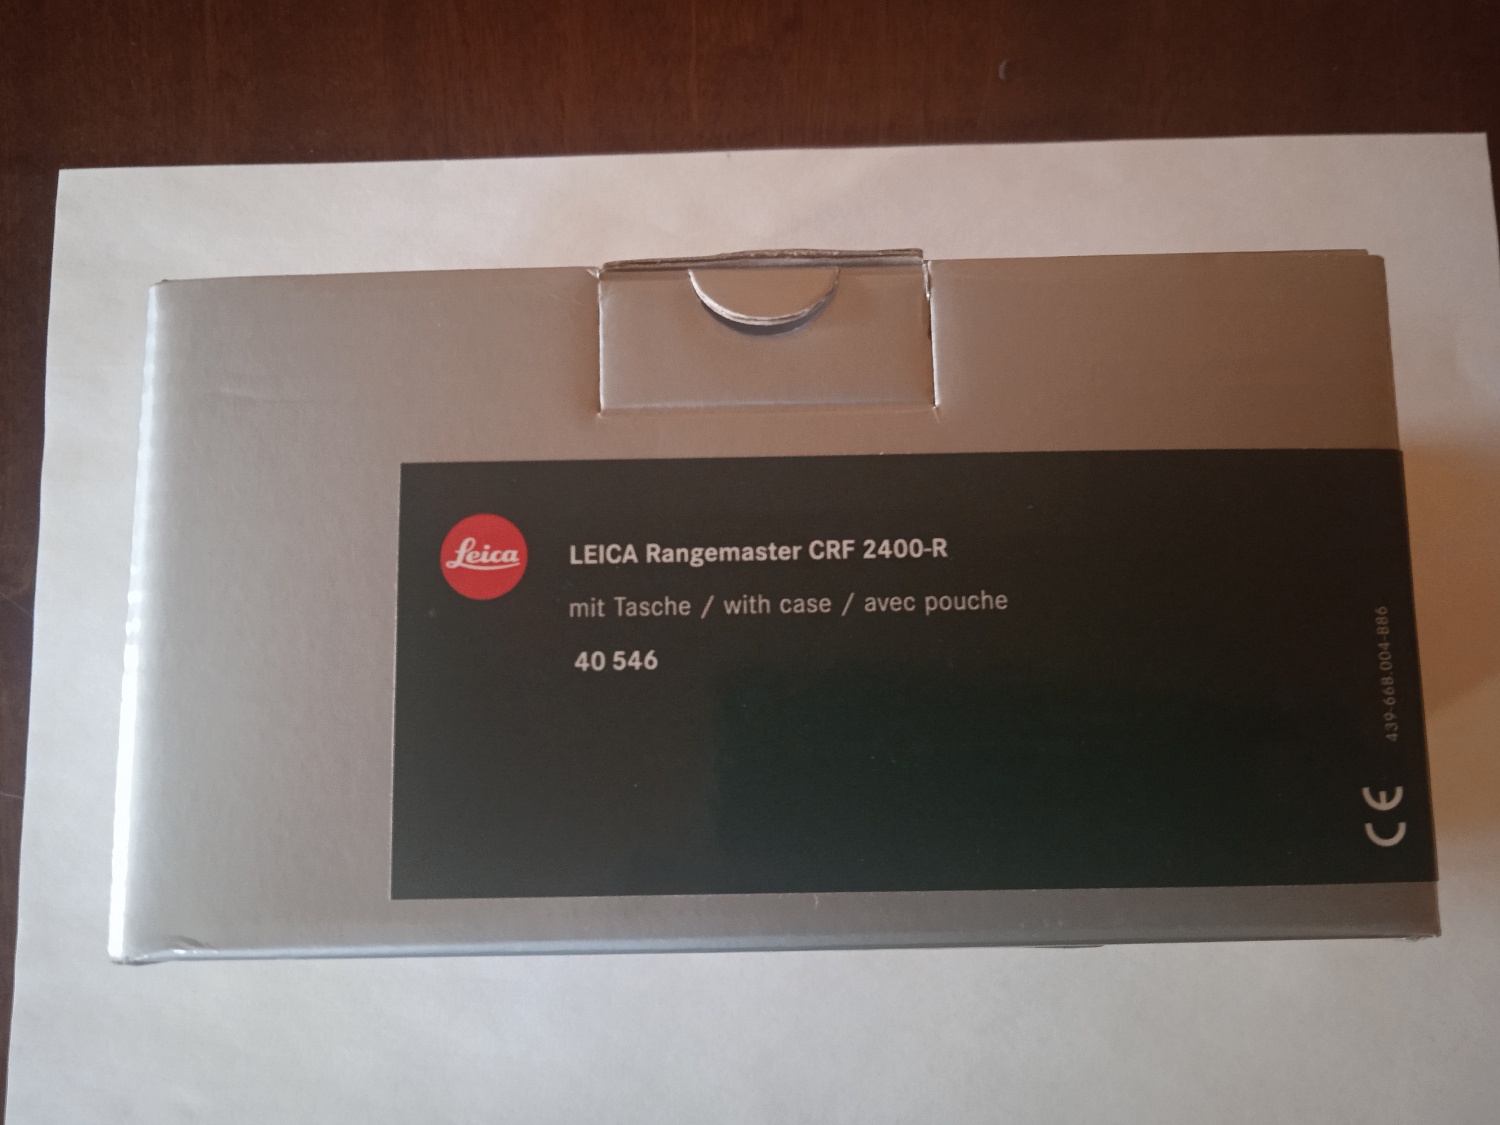 Leica
LEICA Rangemaster CRF 2400-R
mit Tasche / with case / avec pouche
40 546
439-668.004-886
CE